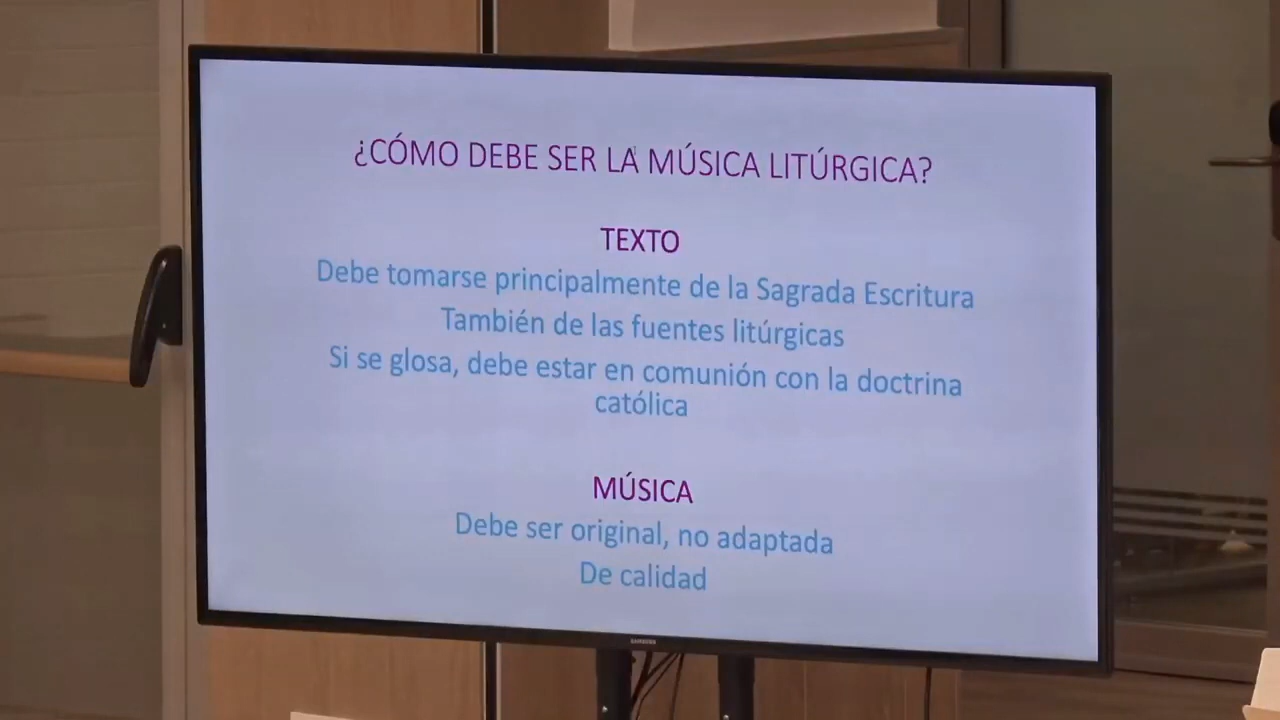 ¿CÓMO DEBE SER LA MÚSICA LITÚRGICA?
TEXTO
Debe tomarse principalmente de la Sagrada Escritura
También de las fuentes litúrgicas
Si se glosa, debe estar en comunión con la doctrina
católica
MÚSICA
Debe ser original, no adaptada
De calidad
SAMSUNG